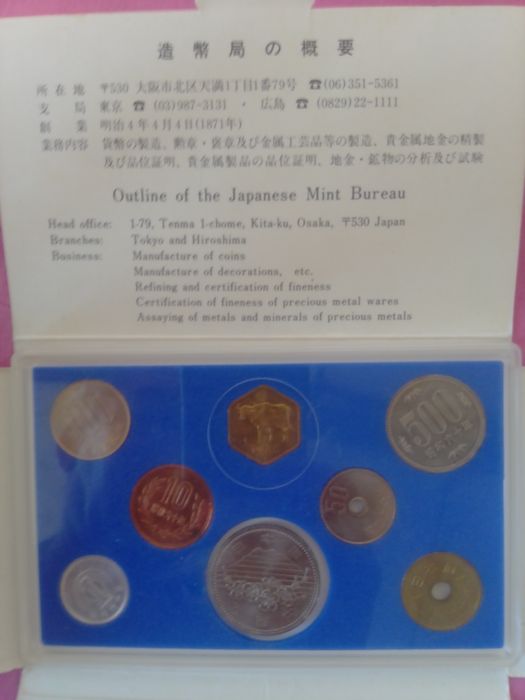 造幣局の概要
所在地 〒530 大阪市北区天満1丁目1番79号 ☎(06)351-5361
支局 東京 ☎ (03)987-3131 ・ 広島 ☎ (0829)22-1111
創業 明治4年4月4日(1871年)
業務内容 貨幣の製造、勲章・褒章及び金属工芸品等の製造、貴金属地金の精製
及び品位証明、貴金属製品の品位証明、地金・鉱物の分析及び試験
Outline of the Japanese Mint Bureau
Head office: 1-79, Tenma 1-chome, Kita-ku, Osaka, 〒530 Japan
Branches: Tokyo and Hiroshima
Business: Manufacture of coins
Manufacture of decorations, etc.
Refining and certification of fineness
Certification of fineness of precious metal wares
Assaying of metals and minerals of precious metals
500
10
50
1